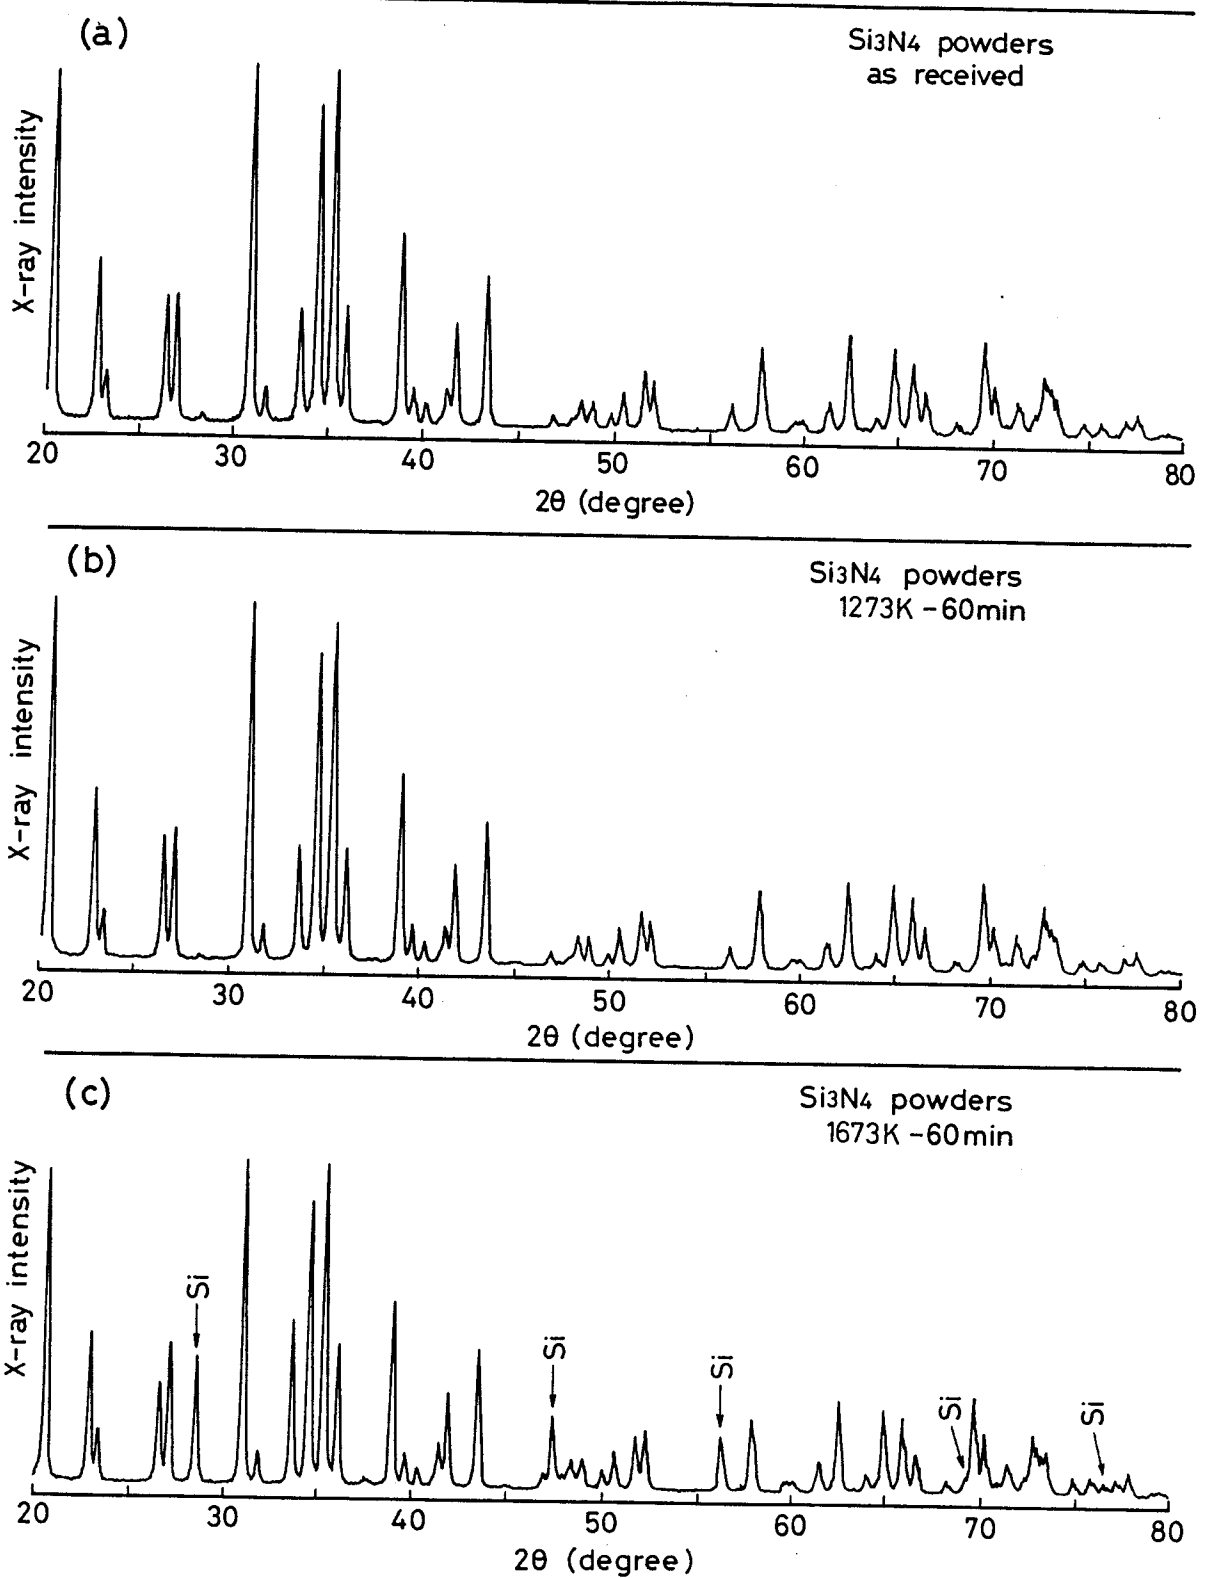 (a)
Si3N4 powders
as received
X-ray intensity
20 30 40 50 60 70 80
2θ (degree)
(b)
Si3N4 powders
1273K -60min
X-ray intensity
20 30 40 50 60 70 80
2θ (degree)
(c)
Si3N4 powders
1673K -60min
X-ray intensity
Si
Si
Si
Si
Si
20 30 40 50 60 70 80
2θ (degree)